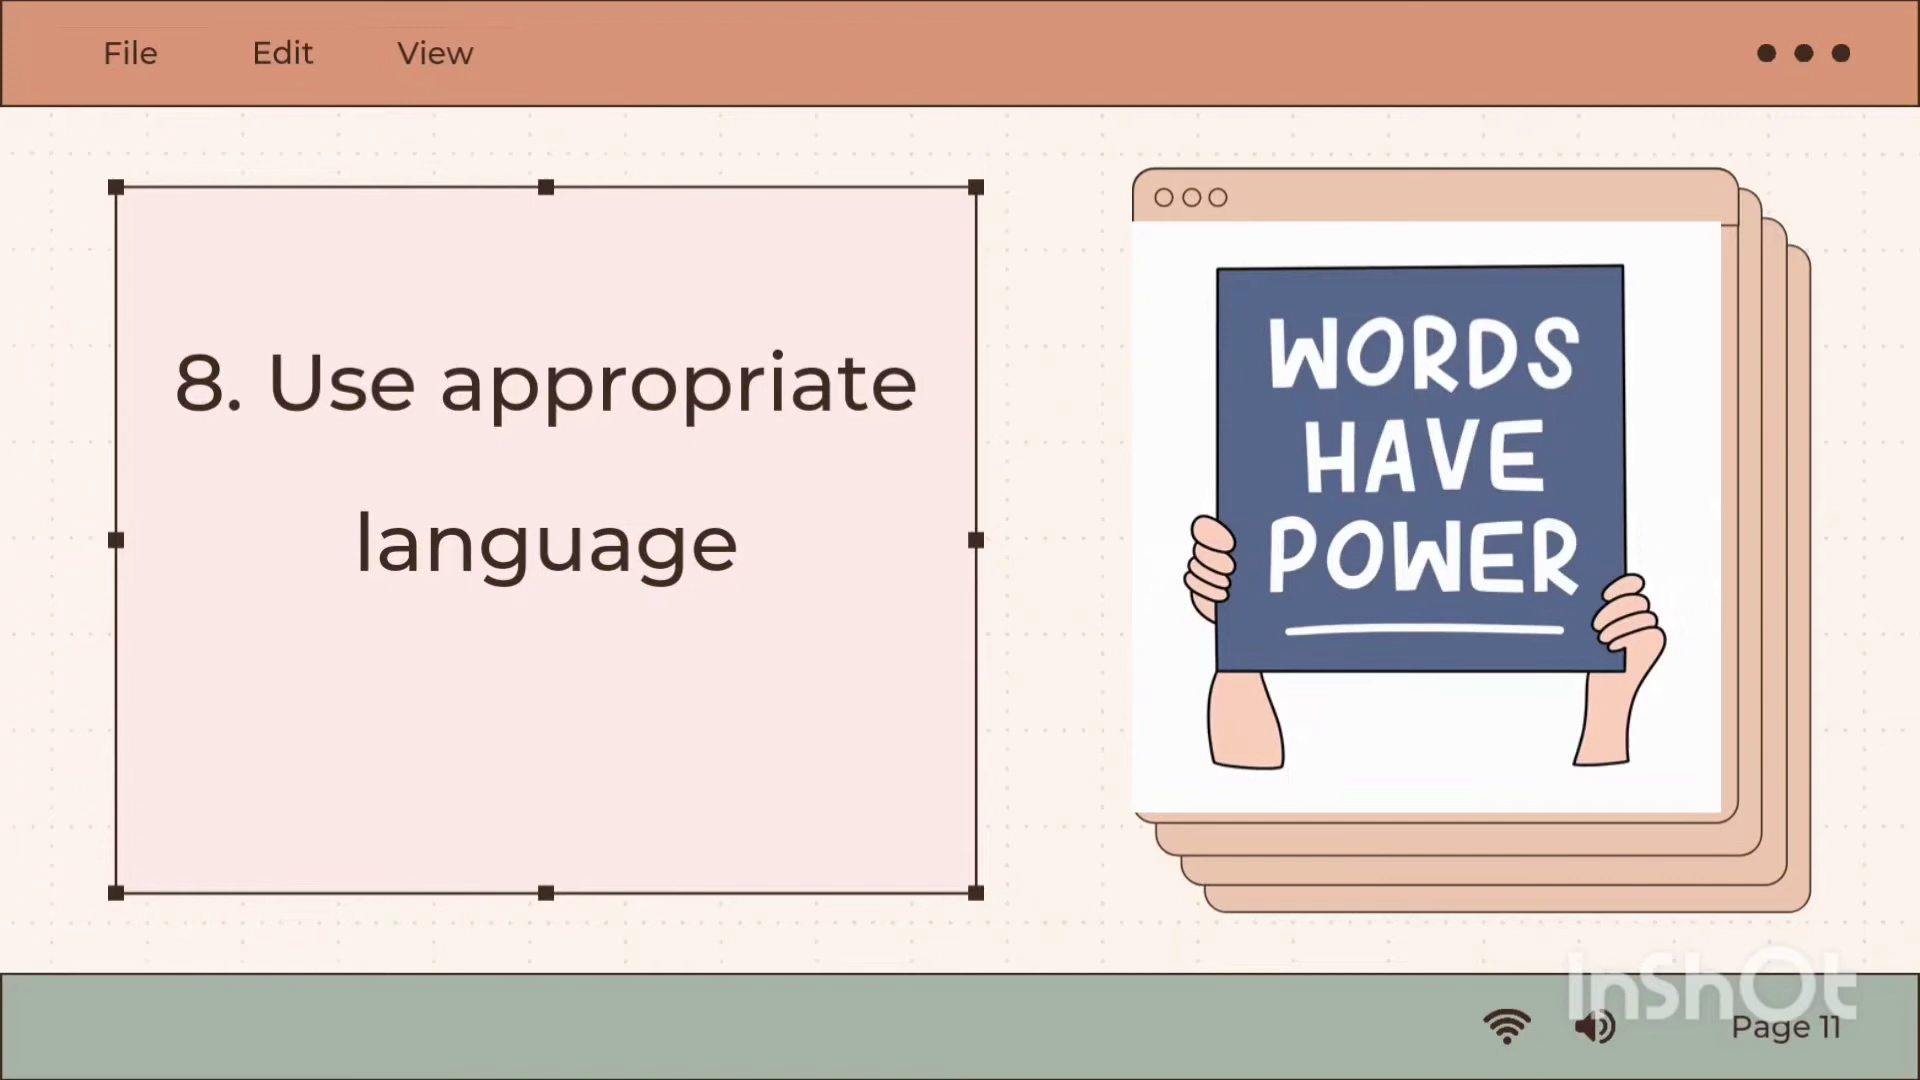 File Edit View
8. Use appropriate
language
WORDS
HAVE
POWER
InShOt
Page 11